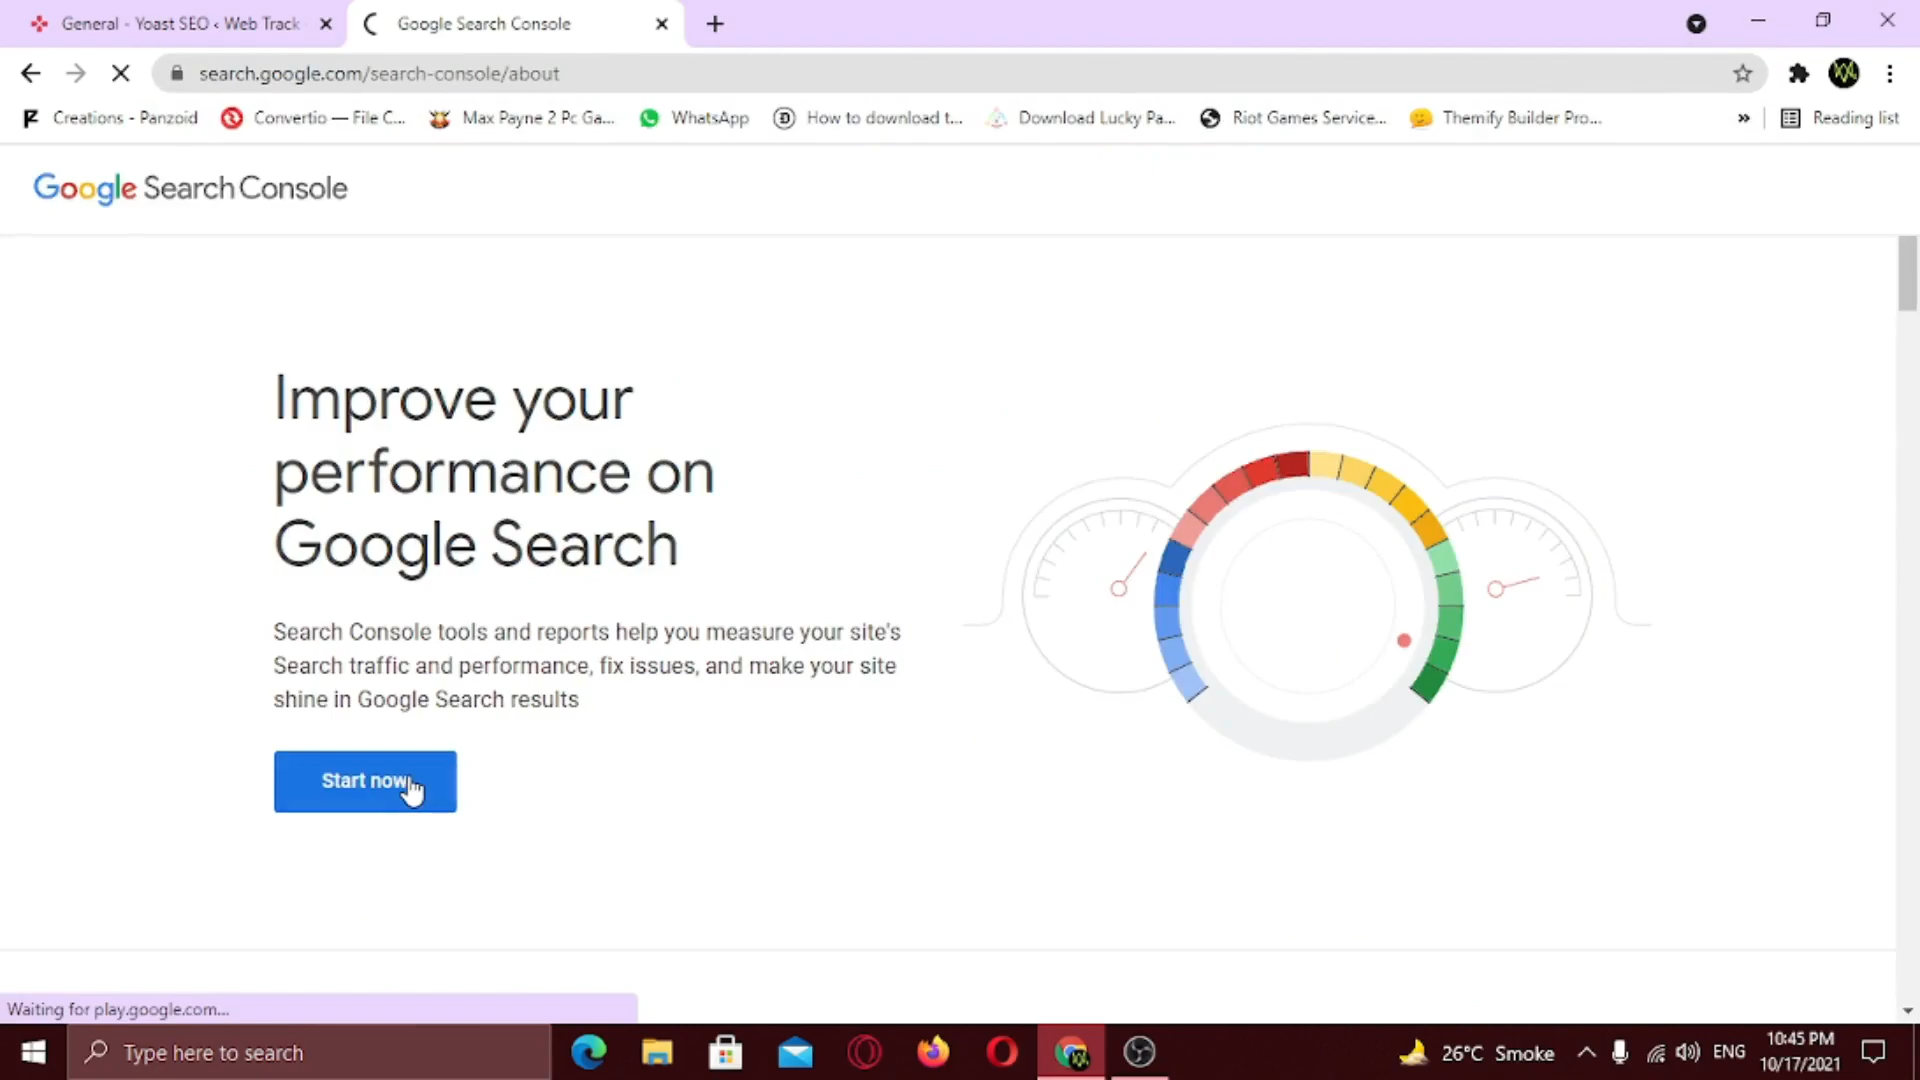 General - Yoast SEO ‹ Web Track
Google Search Console
search.google.com/search-console/about
Creations - Panzoid
Convertio — File C...
Max Payne 2 Pc Ga...
WhatsApp
How to download t...
Download Lucky Pa...
Riot Games Service...
Themify Builder Pro...
»
Reading list
Google Search Console
Improve your
performance on
Google Search
Search Console tools and reports help you measure your site's
Search traffic and performance, fix issues, and make your site
shine in Google Search results
Start now
Waiting for play.google.com...
Type here to search
26°C Smoke
ENG
10:45 PM
10/17/2021